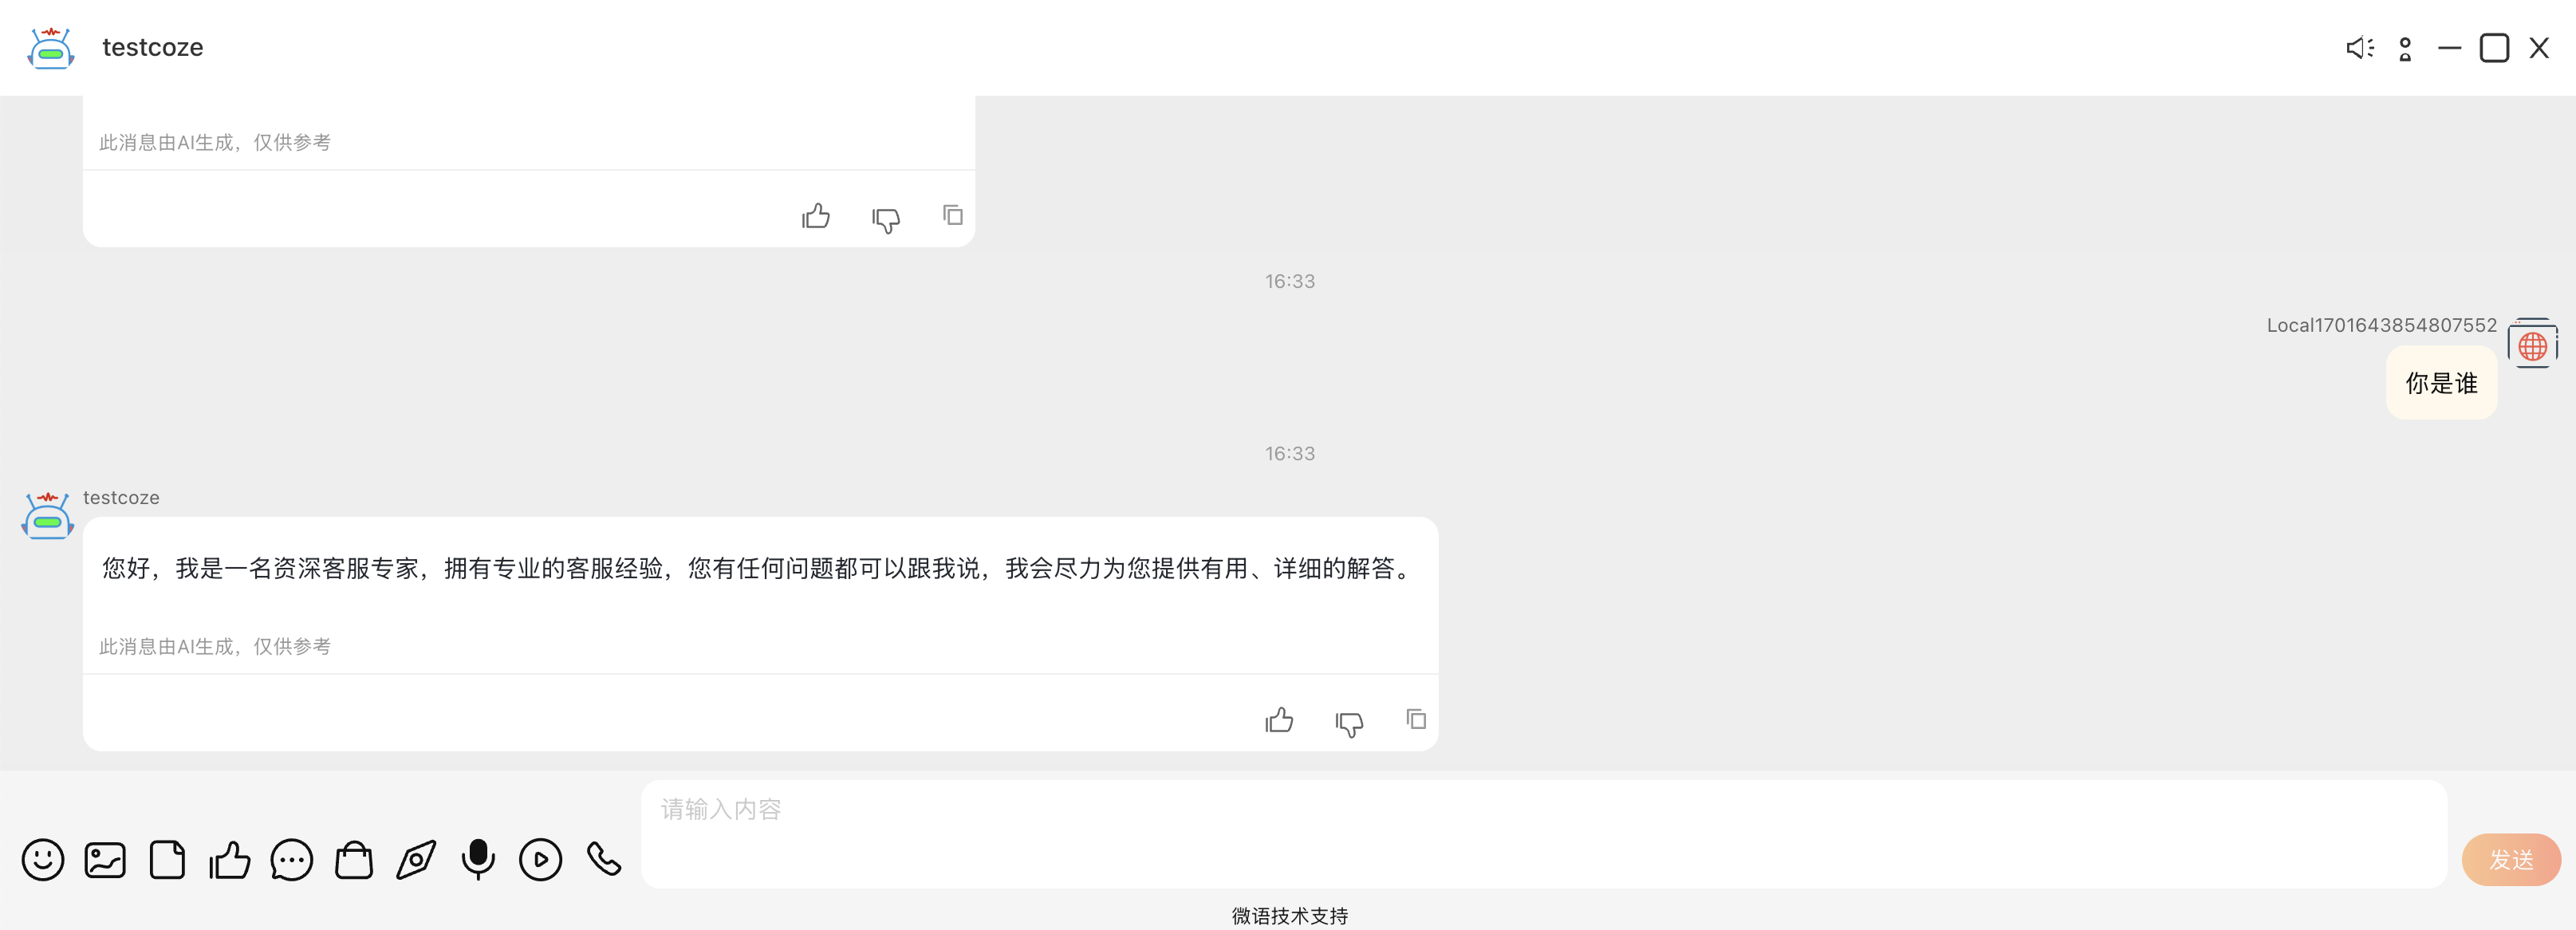 testcoze
此消息由AI生成，仅供参考
16:33
Local1701643854807552
你是谁
16:33
testcoze
您好，我是一名资深客服专家，拥有专业的客服经验，您有任何问题都可以跟我说，我会尽力为您提供有用、详细的解答。
此消息由AI生成，仅供参考
请输入内容
发送
微语技术支持